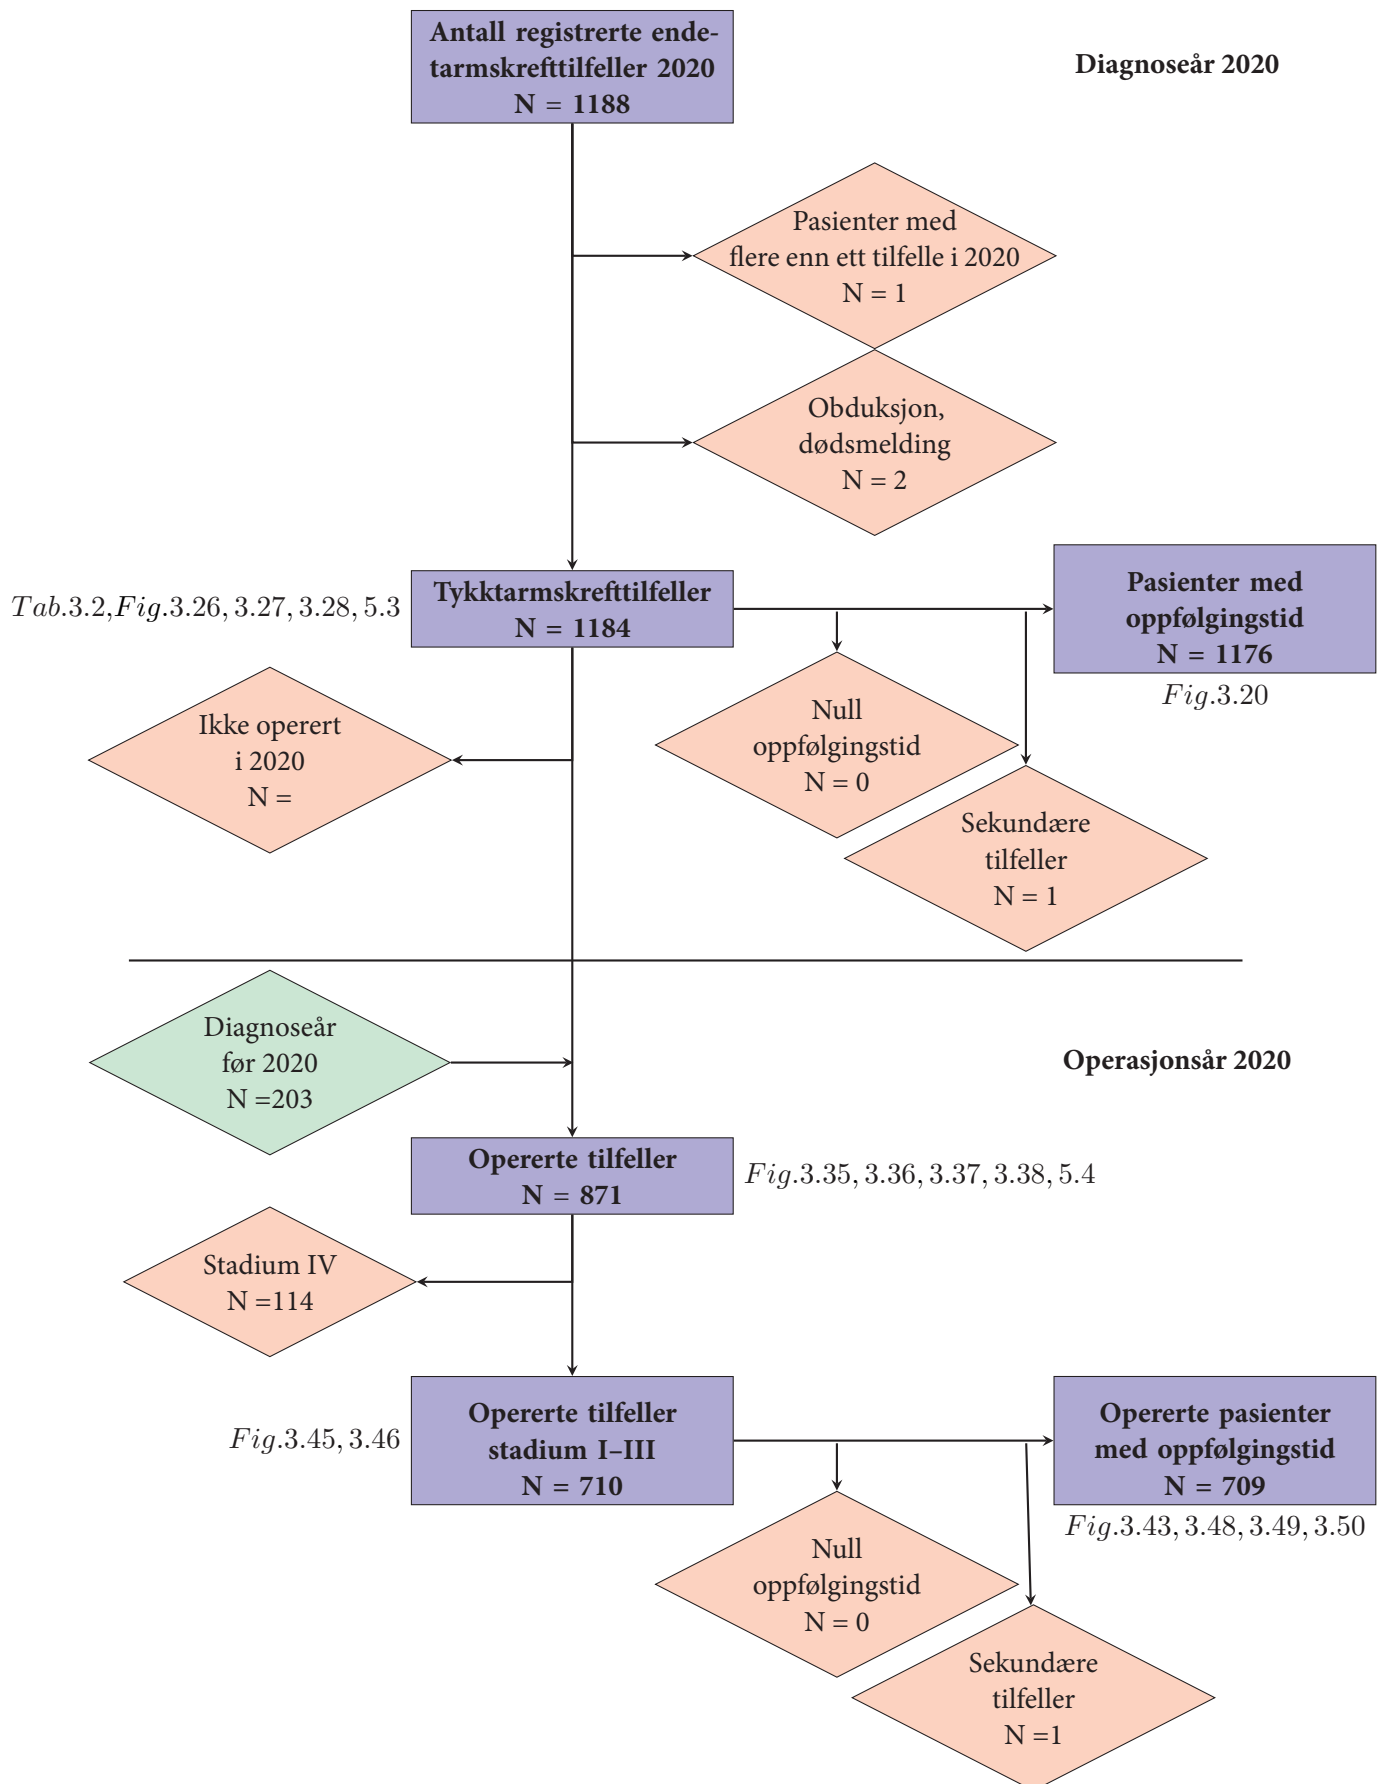 Antall registrerte ende-
tarmskrefttilfeller 2020
N = 1188
Diagnoseår 2020
Pasienter med
flere enn ett tilfelle i 2020
N = 1
Obduksjon,
dødsmelding
N = 2
Tab.3.2,Fig.3.26, 3.27, 3.28, 5.3
Tykktarmskrefttilfeller
N = 1184
Pasienter med
oppfølgingstid
N = 1176
Fig.3.20
Ikke operert
i 2020
N =
Null
oppfølgingstid
N = 0
Sekundære
tilfeller
N = 1
Diagnoseår
før 2020
N =203
Operasjonsår 2020
Opererte tilfeller
N = 871
Fig.3.35, 3.36, 3.37, 3.38, 5.4
Stadium IV
N =114
Fig.3.45, 3.46
Opererte tilfeller
stadium I–III
N = 710
Opererte pasienter
med oppfølgingstid
N = 709
Fig.3.43, 3.48, 3.49, 3.50
Null
oppfølgingstid
N = 0
Sekundære
tilfeller
N =1